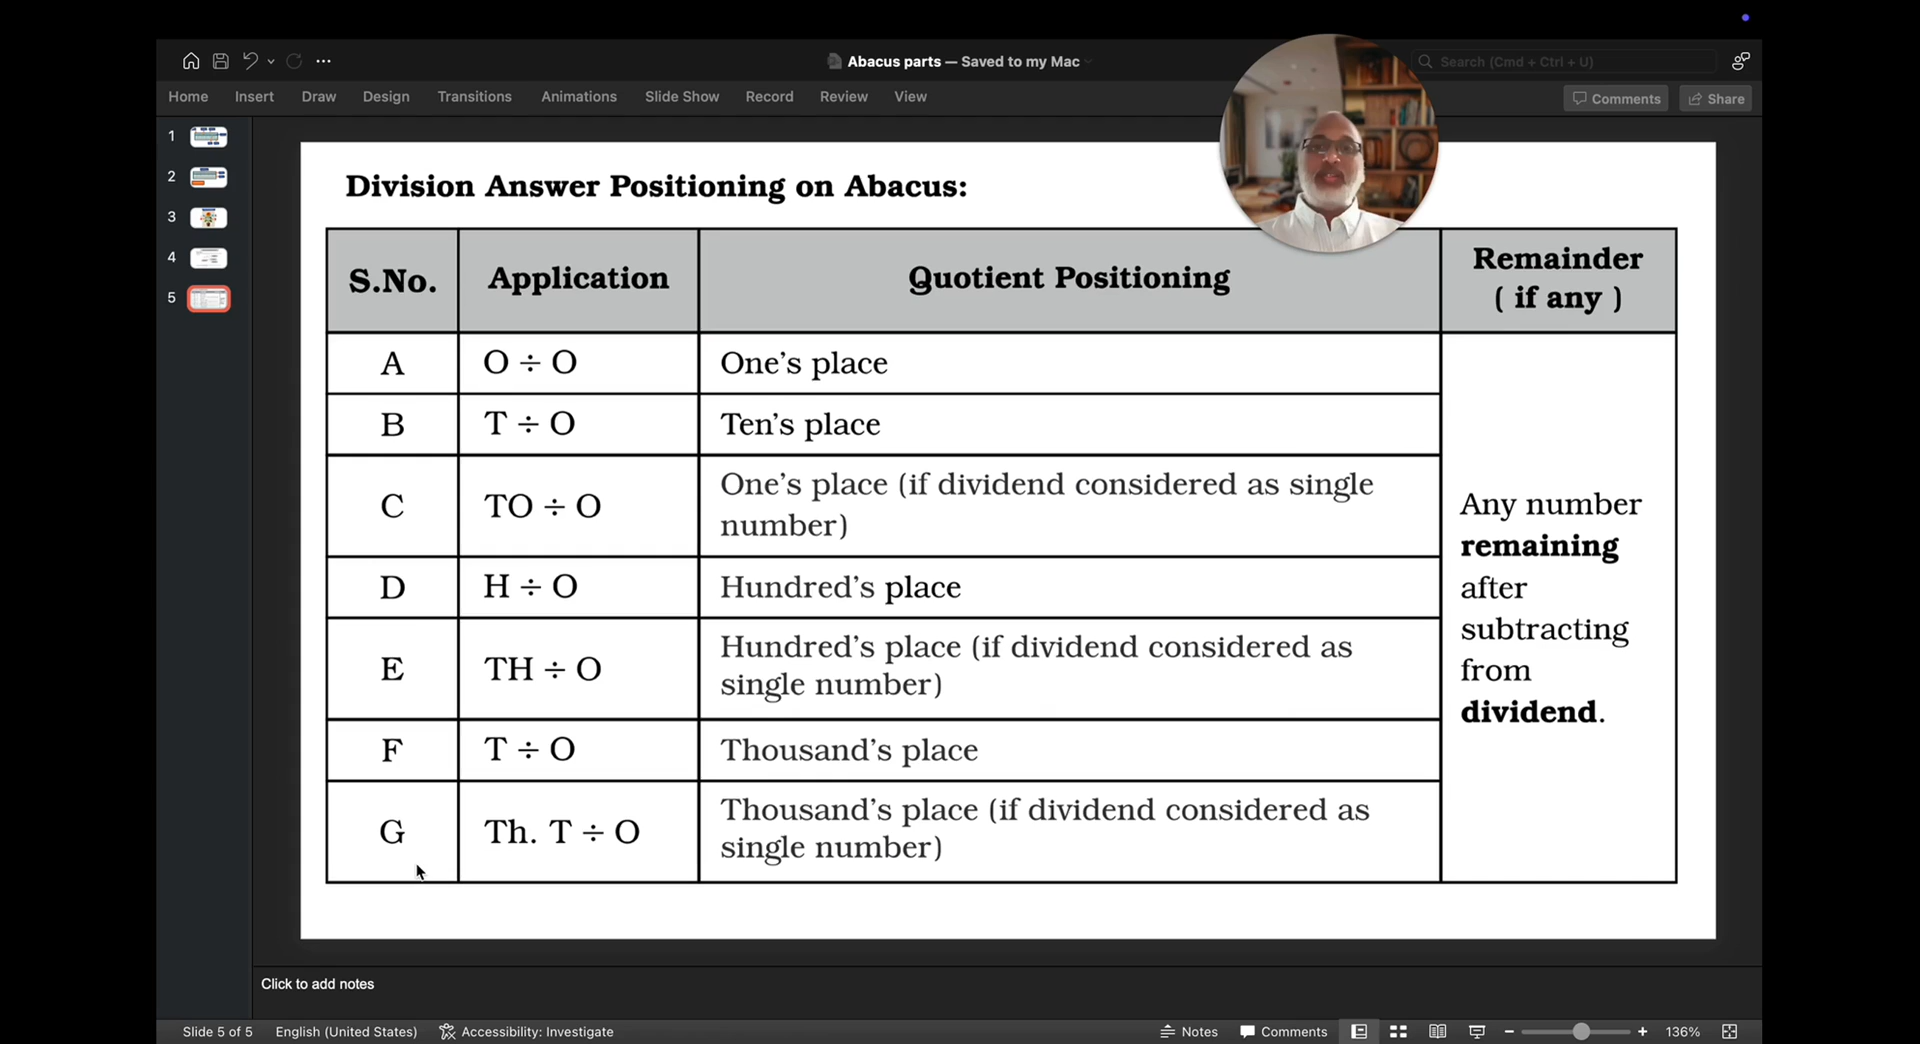 Abacus parts — Saved to my Mac
Search (Cmd + Ctrl + U)
Home Insert Draw Design Transitions Animations Slide Show Record Review View
Comments Share
1
2
3
4
5
Division Answer Positioning on Abacus:
S.No. Application Quotient Positioning Remainder
( if any )
A O ÷ O One's place
B T ÷ O Ten's place
C TO ÷ O One's place (if dividend considered as single
number)
D H ÷ O Hundred's place
E TH ÷ O Hundred's place (if dividend considered as
single number)
F T ÷ O Thousand's place
G Th. T ÷ O Thousand's place (if dividend considered as
single number)
Any number
remaining
after
subtracting
from
dividend.
Click to add notes
Slide 5 of 5 English (United States) Accessibility: Investigate Notes Comments 136%